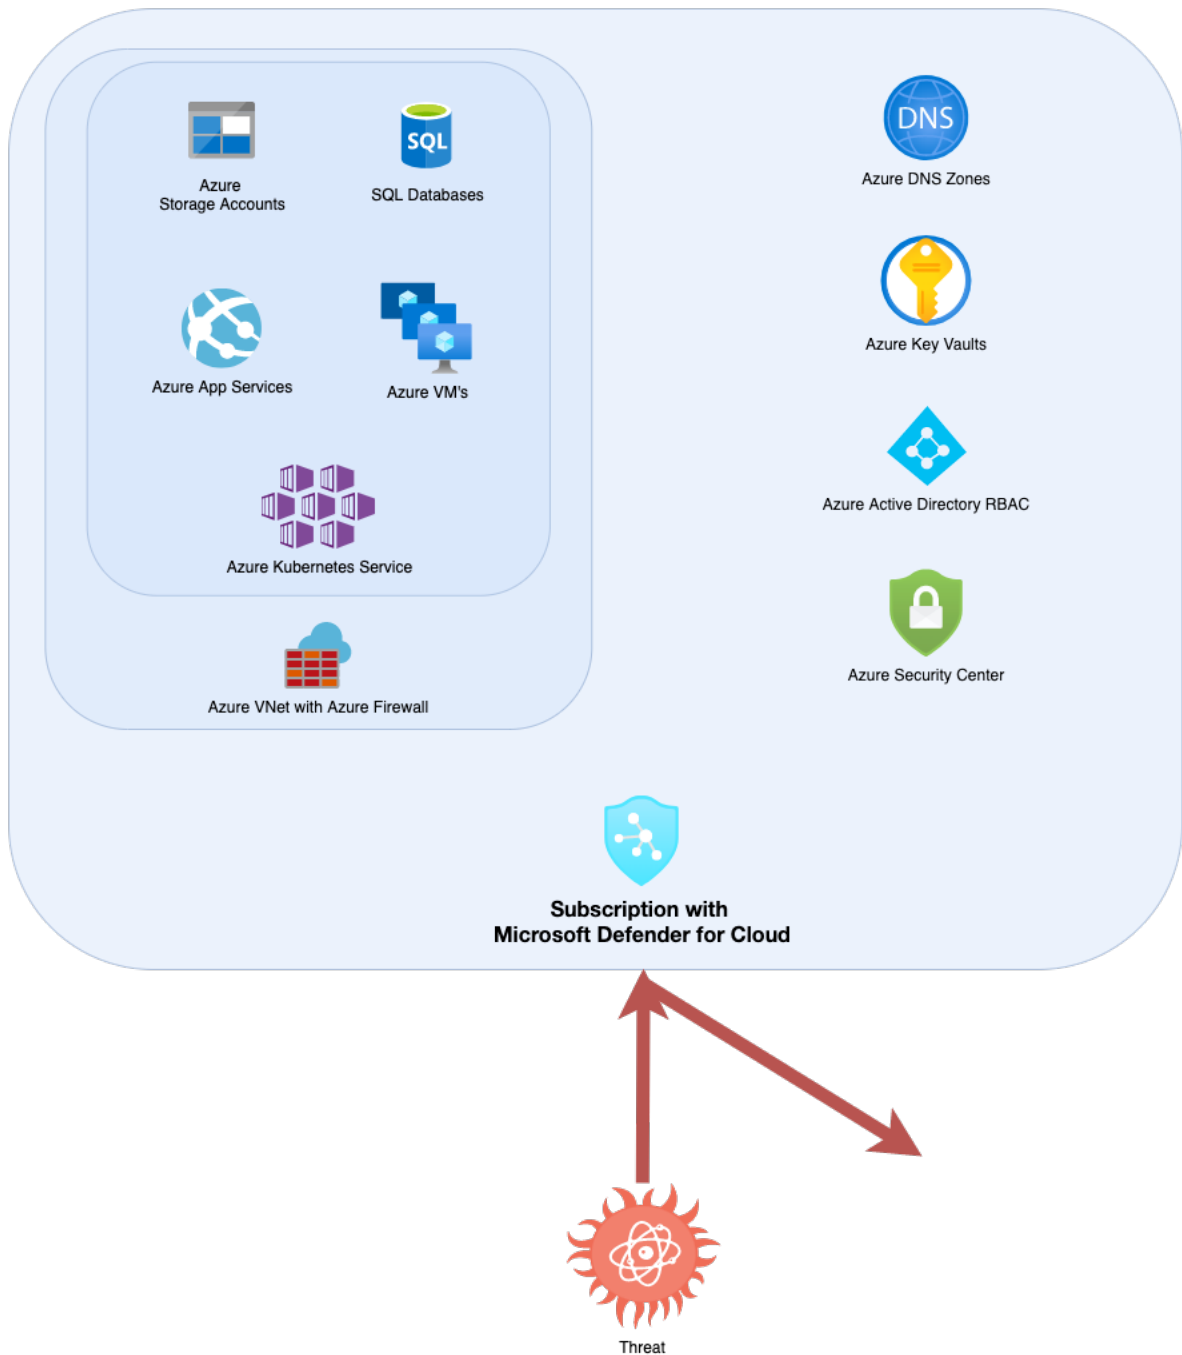 Azure
Storage Accounts
SQL
SQL Databases
Azure App Services
Azure VM's
Azure Kubernetes Service
Azure VNet with Azure Firewall
DNS
Azure DNS Zones
Azure Key Vaults
Azure Active Directory RBAC
Azure Security Center
Subscription with
Microsoft Defender for Cloud
Threat